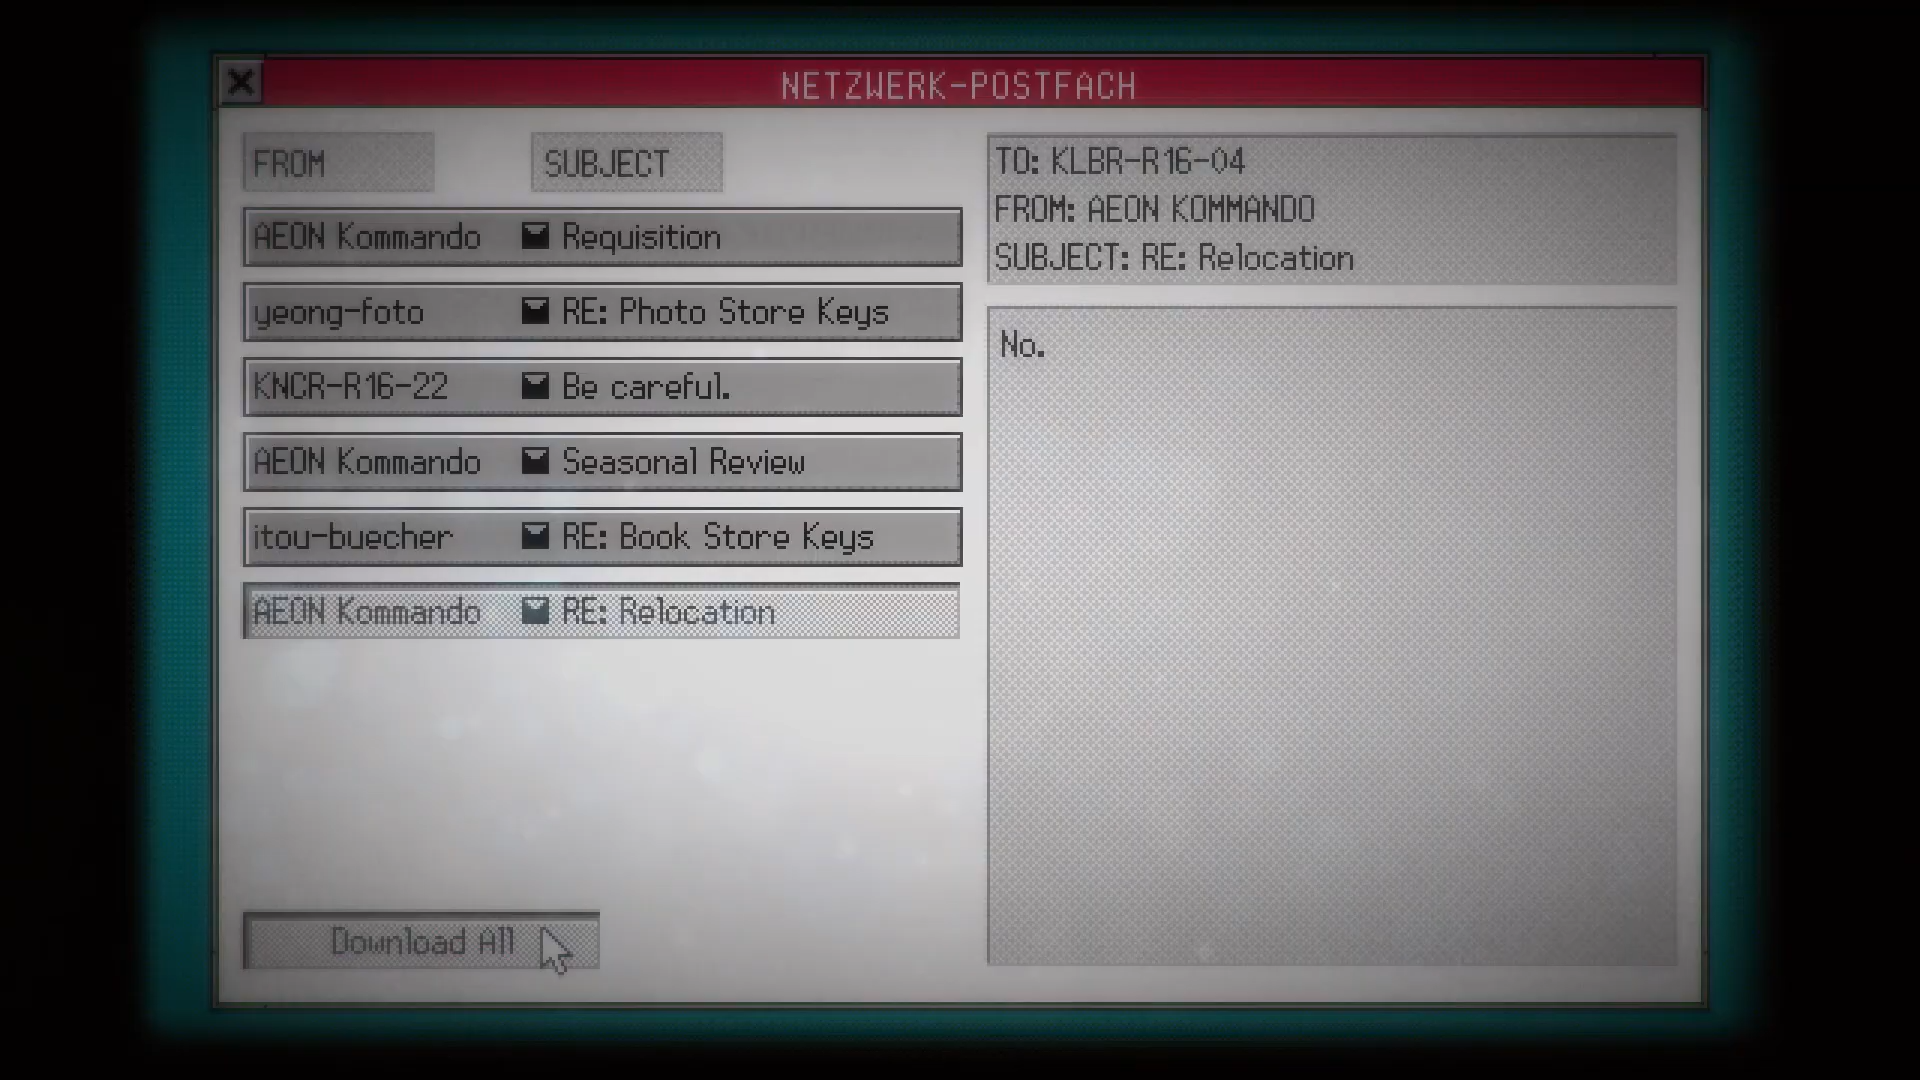 NETZWERK-POSTFACH
FROM SUBJECT
AEON Kommando Requisition
yeong-foto RE: Photo Store Keys
KNCR-R16-22 Be careful.
AEON Kommando Seasonal Review
itou-buecher RE: Book Store Keys
AEON Kommando RE: Relocation
Download All
TO: KLBR-R16-04
FROM: AEON KOMMANDO
SUBJECT: RE: Relocation
No.